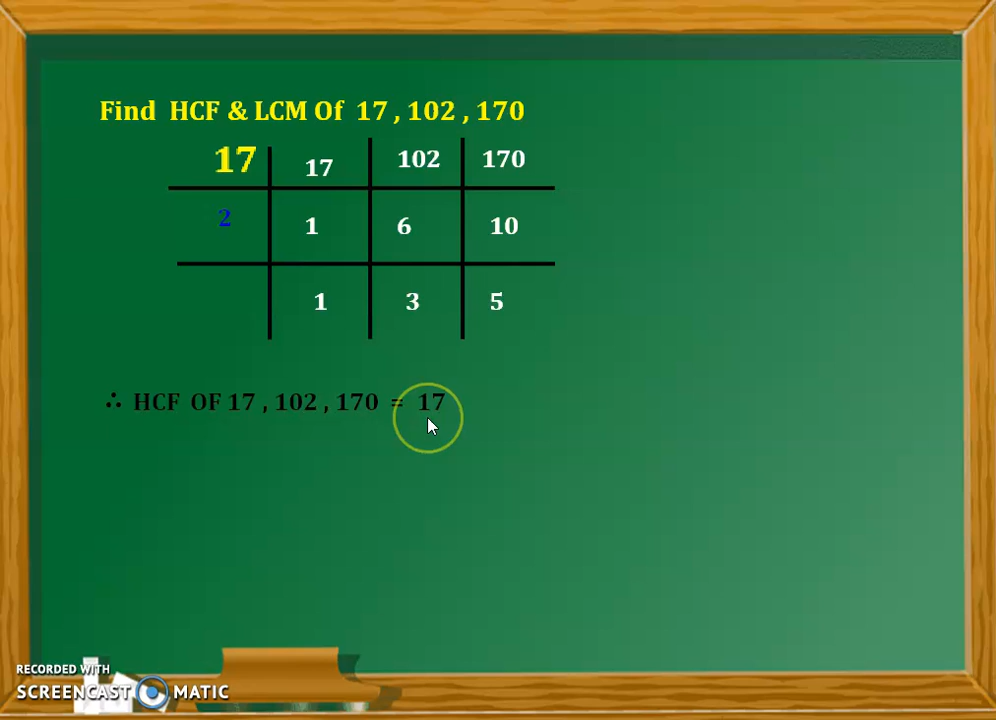 Find HCF & LCM Of 17 , 102 , 170
17 17 102 170
2 1 6 10
1 3 5
∴ HCF OF 17 , 102 , 170 = 17
RECORDED WITH
SCREENCAST MATIC